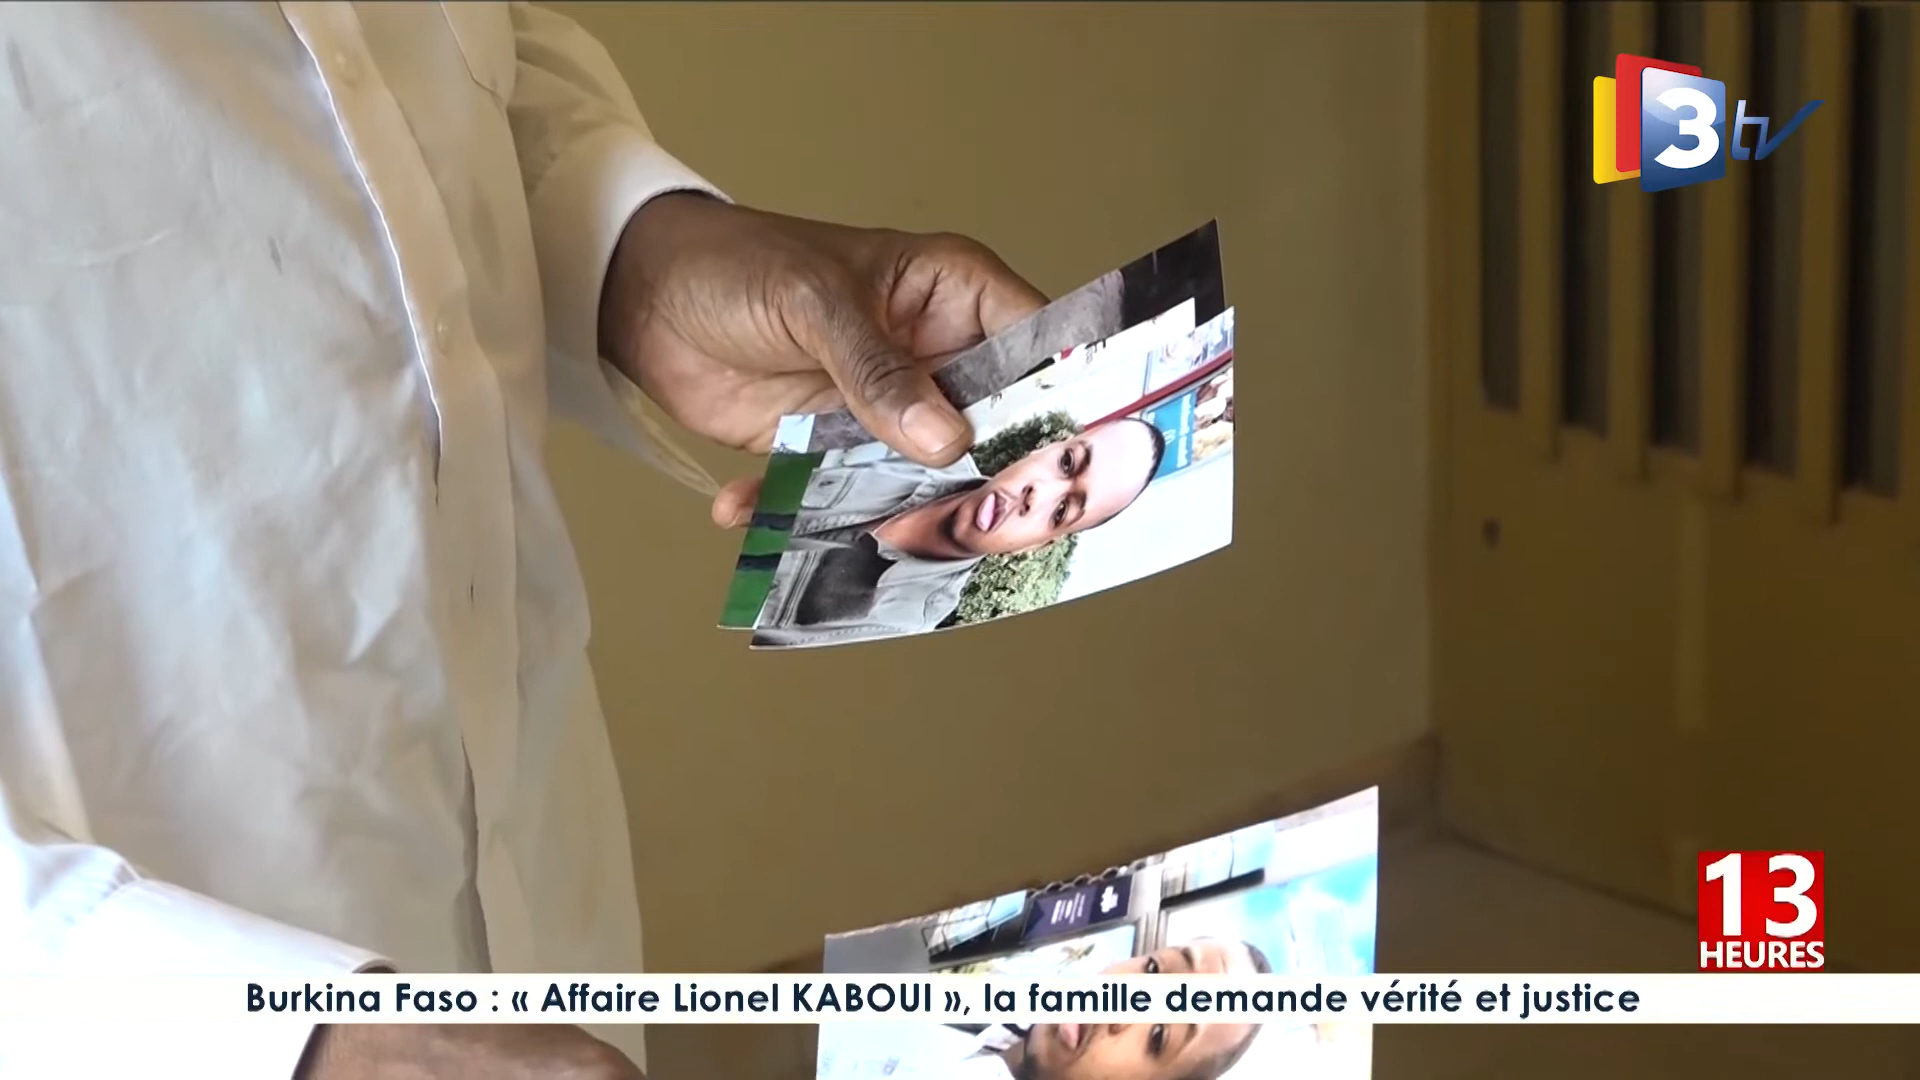 3tv
13
HEURES
Burkina Faso : « Affaire Lionel KABOUI », la famille demande vérité et justice